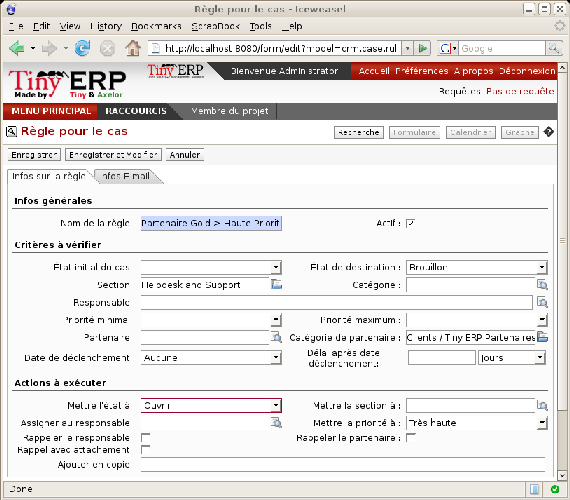 Règle pour le cas - Iceweasel
File Edit View History Bookmarks ScrapBook Tools Help
http://localhost:8080/form/edit?model=crm.case.rul
Google
Tiny ERP
Made by Tiny & Axelor
Tiny ERP
Bienvenue Administrator
Accueil Préférences A propos Déconnexion
Requêtes: Pas de requête
MENU PRINCIPAL RACCOURCIS Membre du projet
Règle pour le cas
Recherche Formulaire Calendrier Graphe
Enregistrer Enregistrer et Modifier Annuler
Infos sur la règle Infos E-mail
Infos générales
Nom de la règle Partenaire Gold > Haute Priorit Actif :
Critères à vérifier
Etat initial du cas Etat de destination : Brouillon
Section Helpdesk and Support Catégorie :
Responsable
Priorité minimal Priorité maximum :
Partenaire Catégorie de partenaire : Clients / Tiny ERP Partenaires
Date de déclenchement Aucune Délai après date déclenchement: Jours
Actions à exécuter
Mettre l'état à : Ouvrir Mettre la section à :
Assigner au responsable Mettre la priorité à : Très haute
Rappeler le responsable Rappeler le partenaire :
Rappel avec attachement
Ajouter en copie
Done